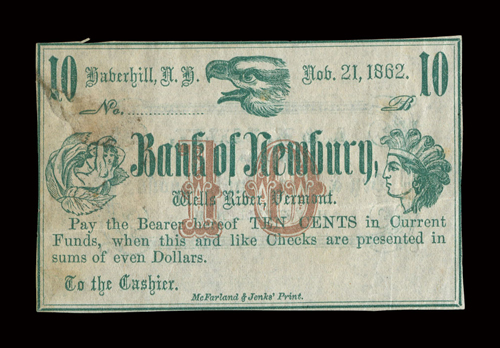 10 Haverhill, N. H. Nov. 21, 1862. 10
No. B
Bank of Newbury,
10
Wells River, Vermont.
Pay the Bearer hereof TEN CENTS in Current
Funds, when this and like Checks are presented in
sums of even Dollars.
To the Cashier.
McFarland & Jenks' Print.